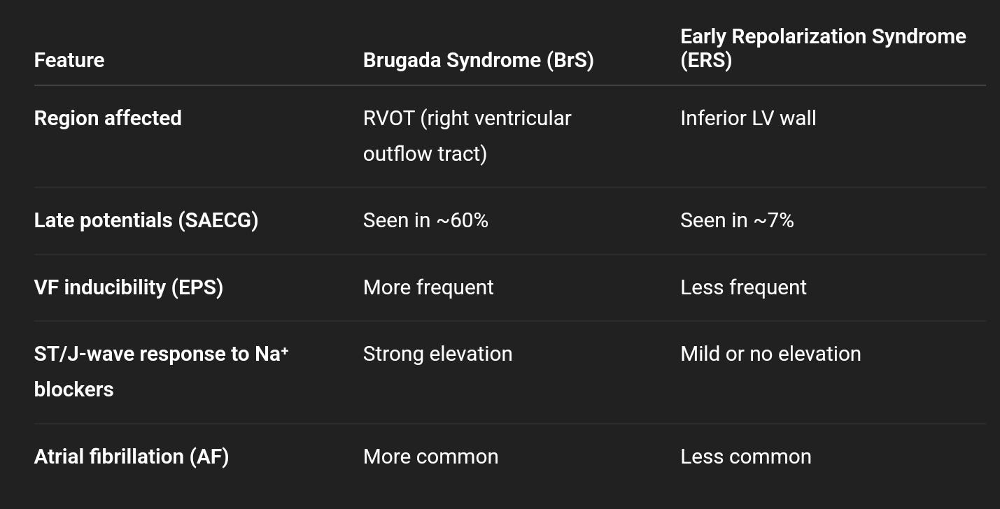 Feature Brugada Syndrome (BrS) Early Repolarization Syndrome
(ERS)
Region affected RVOT (right ventricular Inferior LV wall
outflow tract)
Late potentials (SAECG) Seen in ~60% Seen in ~7%
VF inducibility (EPS) More frequent Less frequent
ST/J-wave response to Na⁺ Strong elevation Mild or no elevation
blockers
Atrial fibrillation (AF) More common Less common